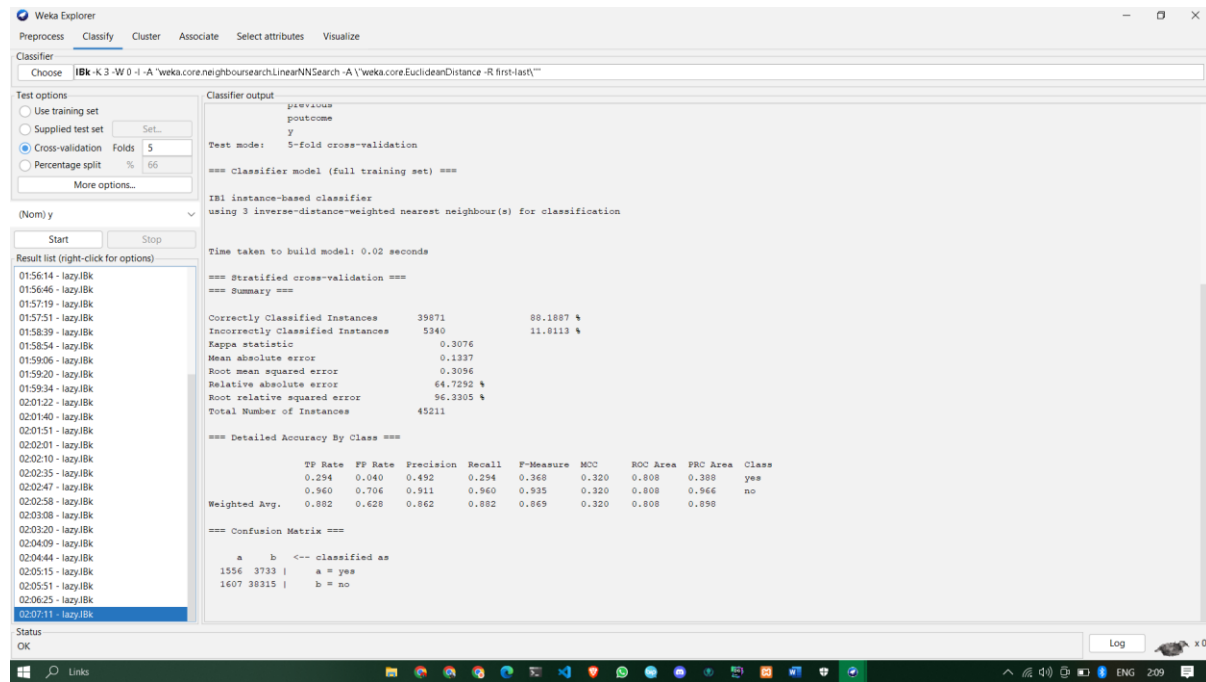 Weka Explorer
Preprocess Classify Cluster Associate Select attributes Visualize
Classifier
Choose IBk -K 3 -W 0 -I -A "weka.core.neighboursearch.LinearNNSearch -A \"weka.core.EuclideanDistance -R first-last\""
Test options
Use training set
Supplied test set Set...
Cross-validation Folds 5
Percentage split % 66
More options...
(Nom) y
Start Stop
Result list (right-click for options)
01:56:14 - lazy.IBk
01:56:46 - lazy.IBk
01:57:19 - lazy.IBk
01:57:51 - lazy.IBk
01:58:39 - lazy.IBk
01:58:54 - lazy.IBk
01:59:06 - lazy.IBk
01:59:20 - lazy.IBk
01:59:34 - lazy.IBk
02:01:22 - lazy.IBk
02:01:40 - lazy.IBk
02:01:51 - lazy.IBk
02:02:01 - lazy.IBk
02:02:10 - lazy.IBk
02:02:35 - lazy.IBk
02:02:47 - lazy.IBk
02:02:58 - lazy.IBk
02:03:08 - lazy.IBk
02:03:20 - lazy.IBk
02:04:09 - lazy.IBk
02:04:44 - lazy.IBk
02:05:15 - lazy.IBk
02:05:51 - lazy.IBk
02:06:25 - lazy.IBk
02:07:11 - lazy.IBk
Classifier output
previous
poutcome
y
Test mode: 5-fold cross-validation
=== Classifier model (full training set) ===
IB1 instance-based classifier
using 3 inverse-distance-weighted nearest neighbour(s) for classification
Time taken to build model: 0.02 seconds
=== Stratified cross-validation ===
=== Summary ===
Correctly Classified Instances 39871 88.1887 %
Incorrectly Classified Instances 5340 11.8113 %
Kappa statistic 0.3076
Mean absolute error 0.1337
Root mean squared error 0.3096
Relative absolute error 64.7292 %
Root relative squared error 96.3305 %
Total Number of Instances 45211
=== Detailed Accuracy By Class ===
TP Rate FP Rate Precision Recall F-Measure MCC ROC Area PRC Area Class
0.294 0.040 0.492 0.294 0.368 0.320 0.808 0.388 yes
0.960 0.706 0.911 0.960 0.935 0.320 0.808 0.966 no
Weighted Avg. 0.882 0.628 0.862 0.882 0.869 0.320 0.808 0.898
=== Confusion Matrix ===
a b <-- classified as
1556 3733 | a = yes
1607 38315 | b = no
Status
OK
Log
x 0
Links
ENG 2:09